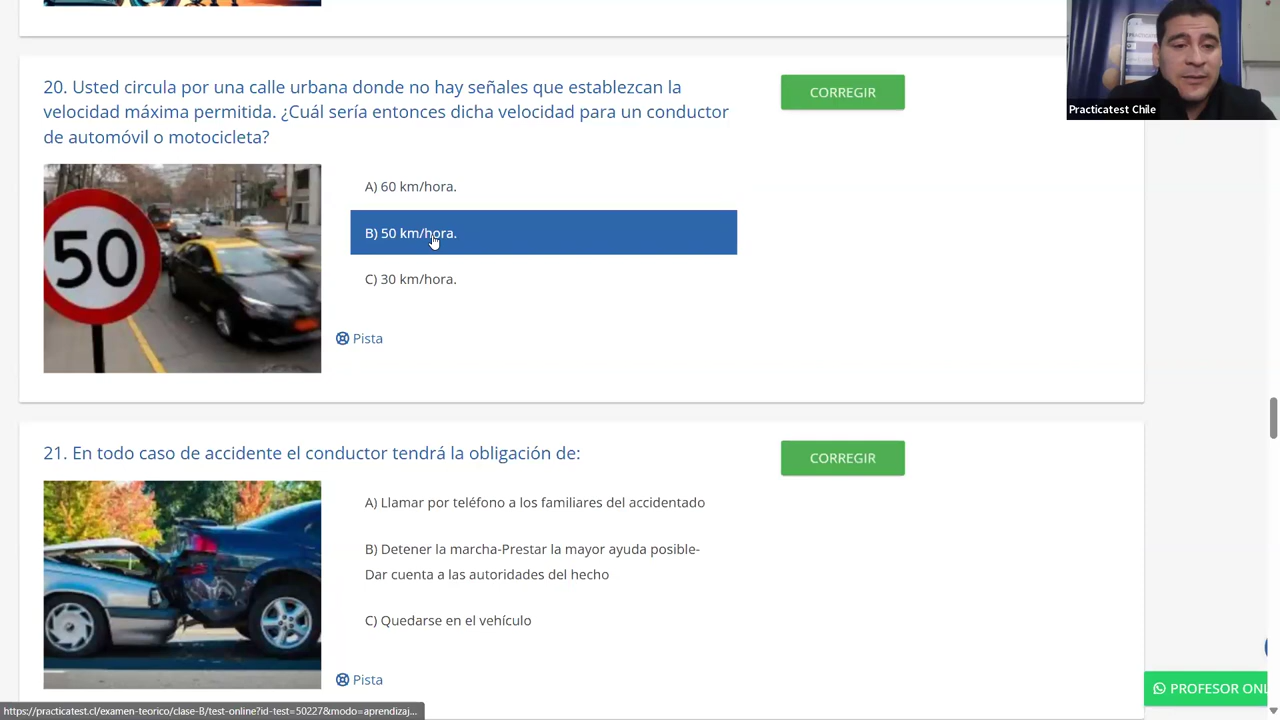 20. Usted circula por una calle urbana donde no hay señales que establezcan la
velocidad máxima permitida. ¿Cuál sería entonces dicha velocidad para un conductor
de automóvil o motocicleta?
CORREGIR
Practicatest Chile
50
A) 60 km/hora.
B) 50 km/hora.
C) 30 km/hora.
Pista
21. En todo caso de accidente el conductor tendrá la obligación de:
CORREGIR
A) Llamar por teléfono a los familiares del accidentado
B) Detener la marcha-Prestar la mayor ayuda posible-
Dar cuenta a las autoridades del hecho
C) Quedarse en el vehículo
Pista
PROFESOR ONL
https://practicatest.cl/examen-teorico/clase-B/test-online?id-test=50227&modo=aprendizaj...